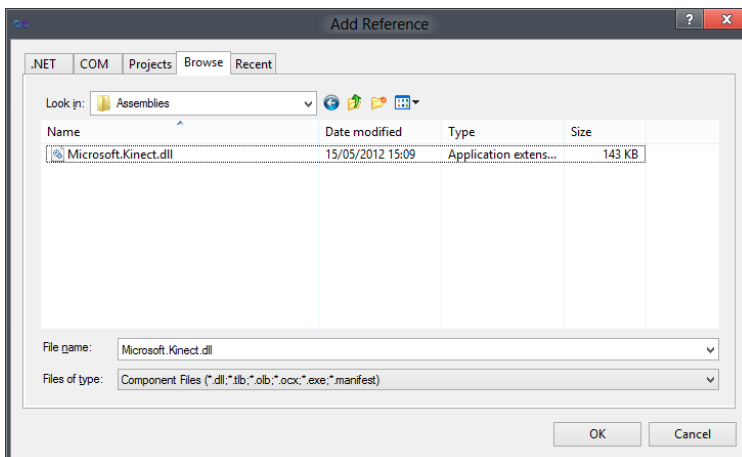 Add Reference
? X
.NET COM Projects Browse Recent
Look in: Assemblies
Name Date modified Type Size
Microsoft.Kinect.dll 15/05/2012 15:09 Application extens... 143 KB
File name: Microsoft.Kinect.dll
Files of type: Component Files (*.dll;*.tlb;*.olb;*.ocx;*.exe;*.manifest)
OK Cancel